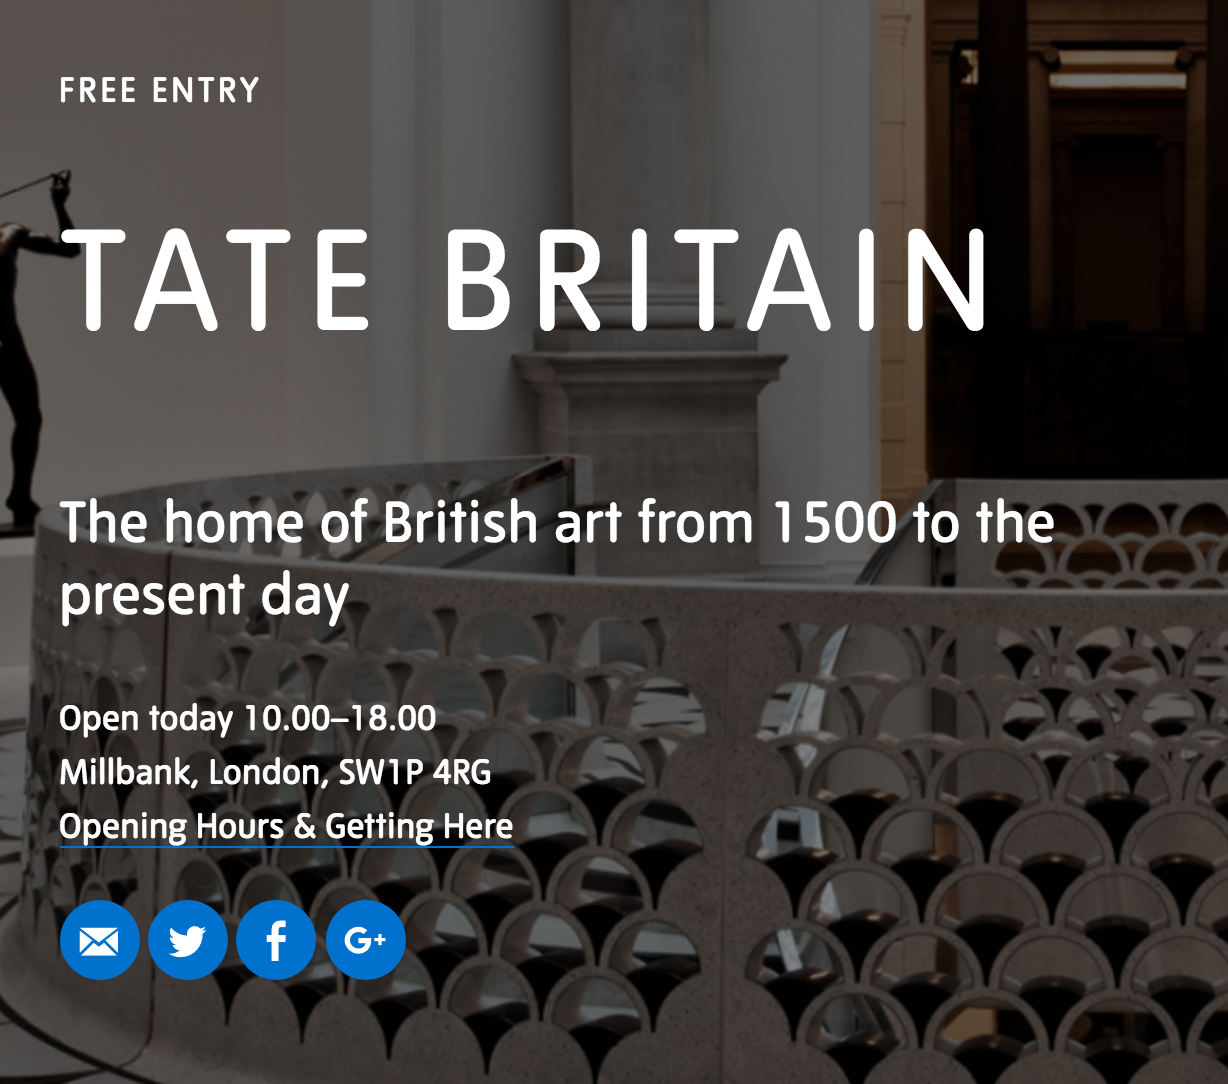 FREE ENTRY
TATE BRITAIN
The home of British art from 1500 to the
present day
Open today 10.00–18.00
Millbank, London, SW1P 4RG
Opening Hours & Getting Here
G+